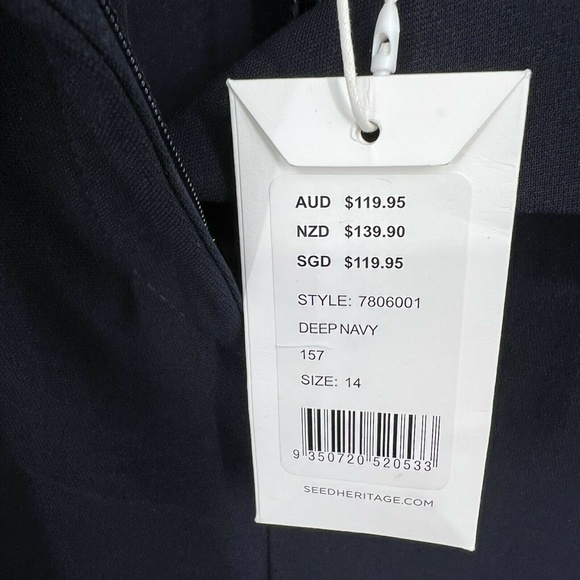 AUD $119.95
NZD $139.90
SGD $119.95
STYLE: 7806001
DEEP NAVY
157
SIZE: 14
9 350720 520533
SEEDHERITAGE.COM